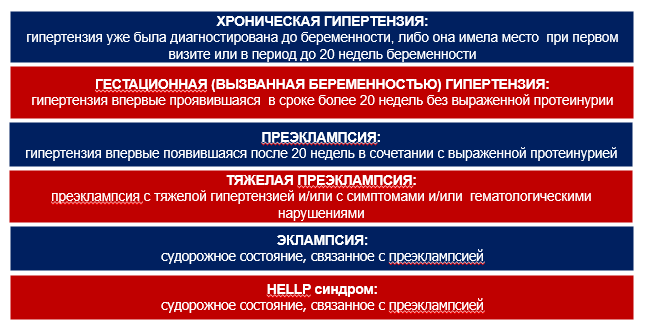 ХРОНИЧЕСКАЯ ГИПЕРТЕНЗИЯ:
гипертензия уже была диагностирована до беременности, либо она имела место при первом
визите или в период до 20 недель беременности
ГЕСТАЦИОННАЯ (ВЫЗВАННАЯ БЕРЕМЕННОСТЬЮ) ГИПЕРТЕНЗИЯ:
гипертензия впервые проявившаяся в сроке более 20 недель без выраженной протеинурии
ПРЕЭКЛАМПСИЯ:
гипертензия впервые появившаяся после 20 недель в сочетании с выраженной протеинурией
ТЯЖЕЛАЯ ПРЕЭКЛАМПСИЯ:
преэклампсия с тяжелой гипертензией и/или с симптомами и/или гематологическими
нарушениями
ЭКЛАМПСИЯ:
судорожное состояние, связанное с преэклампсией
HELLP синдром:
судорожное состояние, связанное с преэклампсией